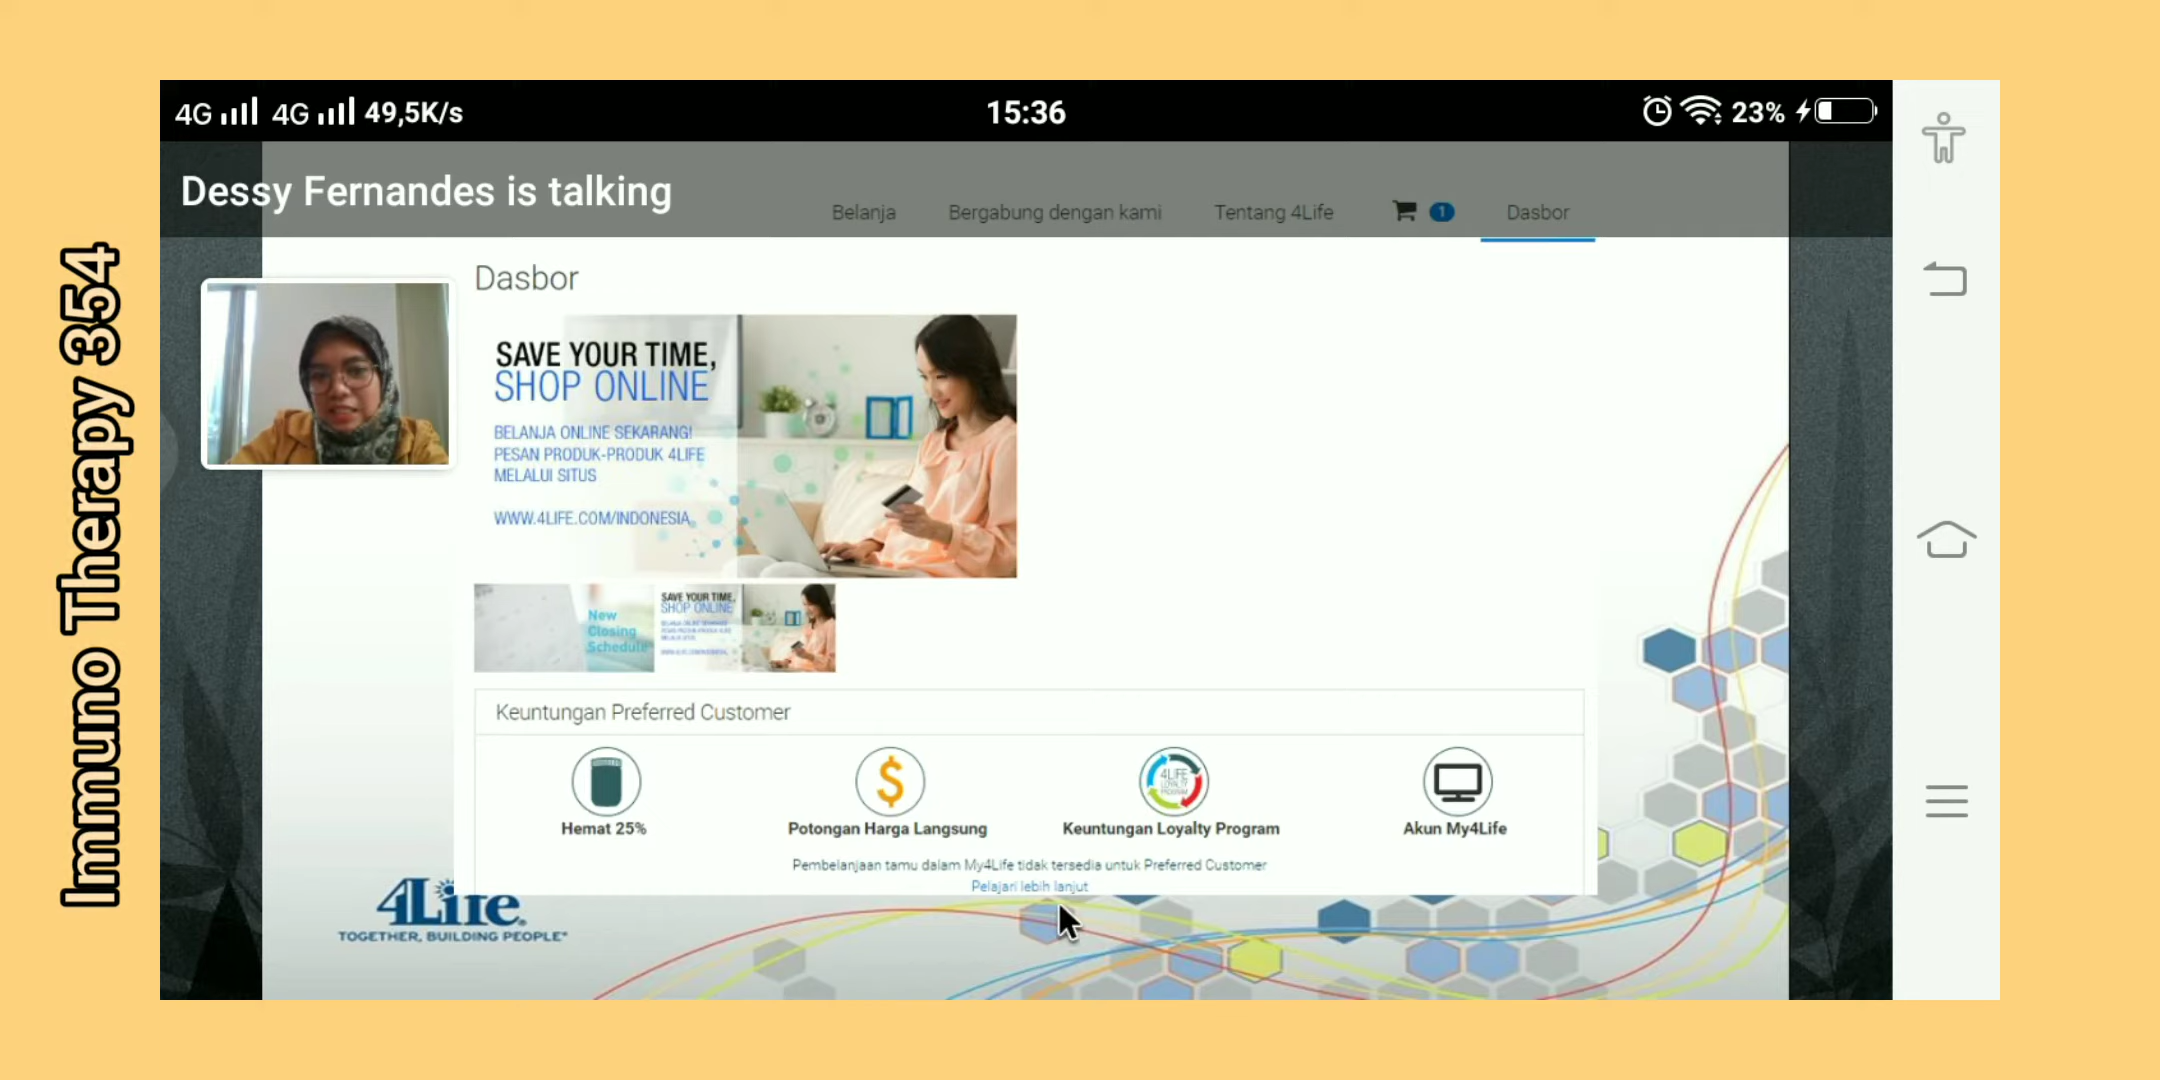 Immuno Therapy 354
4G 4G 49,5K/s
15:36
23%
Dessy Fernandes is talking
Belanja
Bergabung dengan kami
Tentang 4Life
1
Dasbor
Dasbor
SAVE YOUR TIME,
SHOP ONLINE
BELANJA ONLINE SEKARANG!
PESAN PRODUK-PRODUK 4LIFE
MELALUI SITUS
WWW.4LIFE.COM/INDONESIA
New
Closing
Schedule
SAVE YOUR TIME,
SHOP ONLINE
Keuntungan Preferred Customer
4LIFE
LOYALTY
PROGRAM
Hemat 25%
Potongan Harga Langsung
Keuntungan Loyalty Program
Akun My4Life
Pembelanjaan tamu dalam My4Life tidak tersedia untuk Preferred Customer
Pelajari lebih lanjut
4Life
TOGETHER, BUILDING PEOPLE